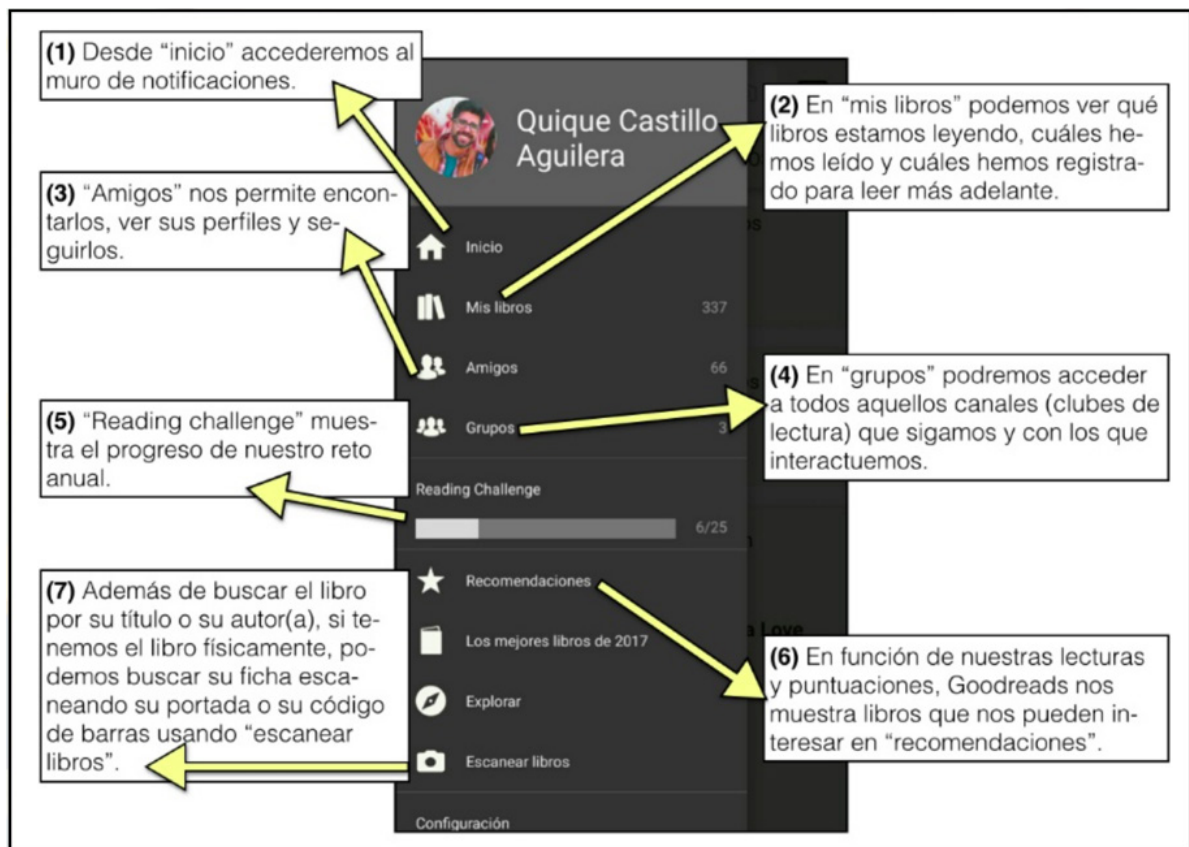 (1) Desde “inicio” accederemos al
muro de notificaciones.
Quique Castillo
Aguilera
(2) En “mis libros” podemos ver qué
libros estamos leyendo, cuáles he-
mos leído y cuáles hemos registra-
do para leer más adelante.
(3) “Amigos” nos permite encon-
tarlos, ver sus perfiles y se-
guirlos.
Inicio
Mis libros 337
Amigos 66
Grupos 3
(4) En “grupos” podremos acceder
a todos aquellos canales (clubes de
lectura) que sigamos y con los que
interactuemos.
(5) “Reading challenge” mues-
tra el progreso de nuestro reto
anual.
Reading Challenge
6/25
(7) Además de buscar el libro
por su título o su autor(a), si te-
nemos el libro físicamente, po-
demos buscar su ficha esca-
neando su portada o su código
de barras usando “escanear
libros”.
Recomendaciones
Los mejores libros de 2017
Explorar
Escanear libros
Configuración
a Love
(6) En función de nuestras lecturas
y puntuaciones, Goodreads nos
muestra libros que nos pueden in-
teresar en “recomendaciones”.